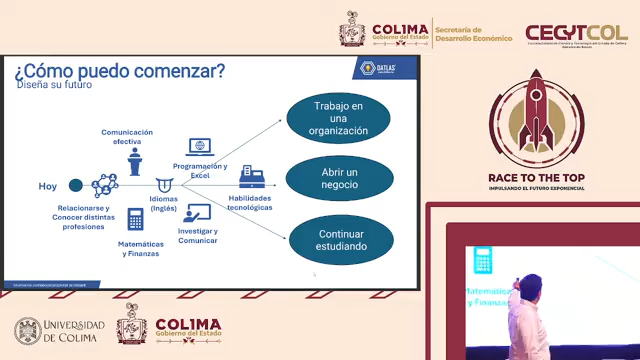 COLIMA
Gobierno del Estado
Secretaría de
Desarrollo Económico
CECYTCOL
¿Cómo puedo comenzar?
Diseña su futuro
DATLAS
Comunicación
efectiva
Programación y
Excel
Trabajo en
una
organización
Hoy
Idiomas
(Inglés)
Habilidades
tecnológicas
Abrir un
negocio
Relacionarse y
Conocer distintas
profesiones
Matemáticas
y Finanzas
Investigar y
Comunicar
Continuar
estudiando
RACE TO THE TOP
IMPULSANDO EL FUTURO EXPONENCIAL
Matemáticas
y Finanzas
UNIVERSIDAD
DE COLIMA
COLIMA
Gobierno del Estado